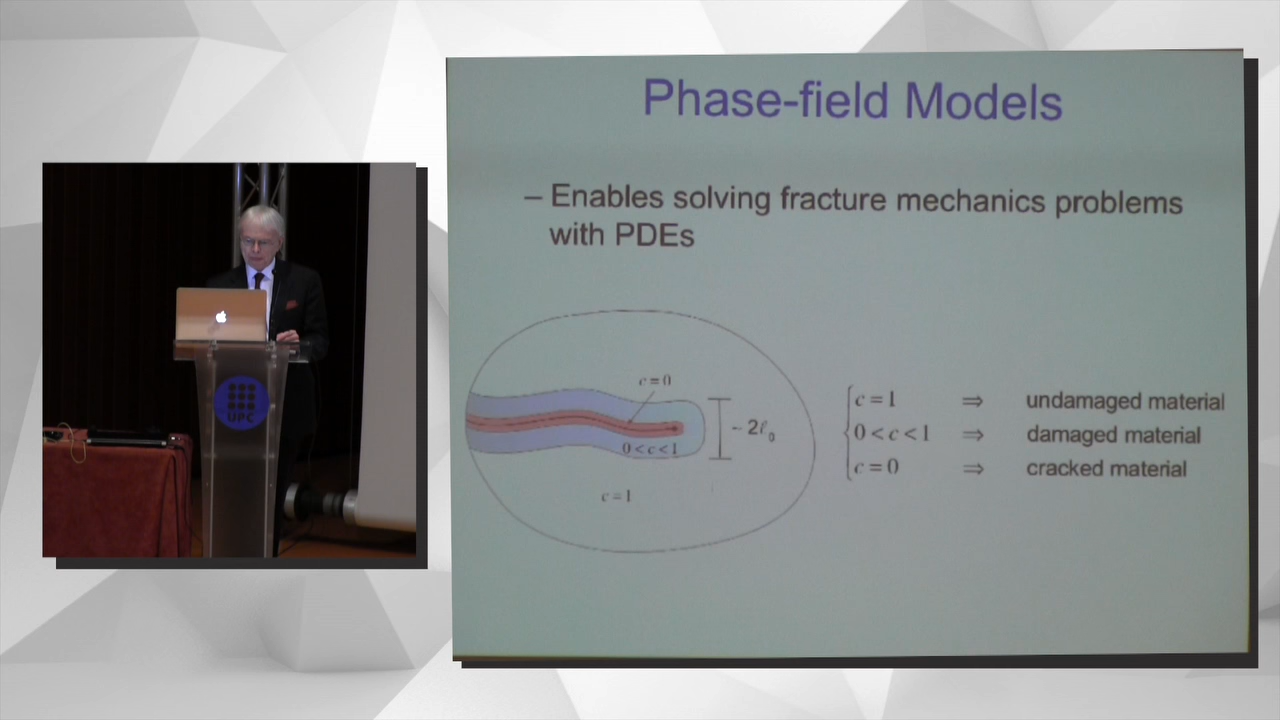 Phase-field Models
– Enables solving fracture mechanics problems
with PDEs
c = 0
0 < c < 1
c = 1
~2ℓ₀
c = 1 ⇒ undamaged material
0 < c < 1 ⇒ damaged material
c = 0 ⇒ cracked material
UPC